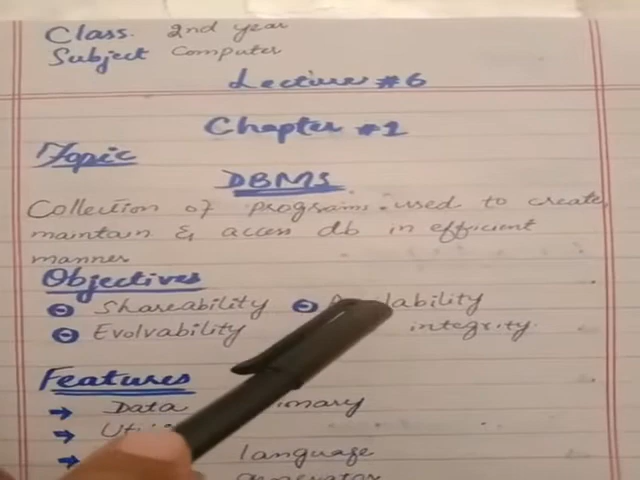 Class. 2nd year
Subject Computer
Lecture #6
Chapter #1
Topic
DBMS
Collection of programs used to create,
maintain & access db in efficient
manner
Objectives
Shareability
Evolvability integrity.
Features
Data
language